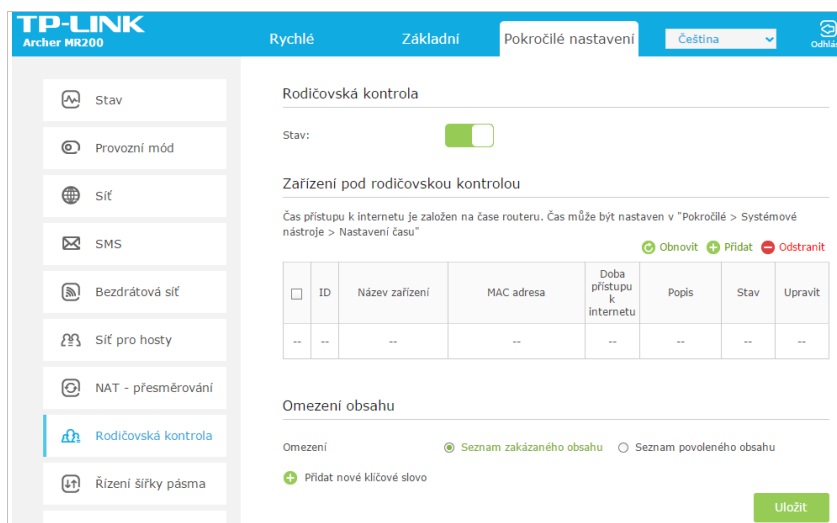 TP-LINK
Archer MR200
Rychlé
Základní
Pokročilé nastavení
Čeština
Odhlás
Stav
Provozní mód
Síť
SMS
Bezdrátová síť
Síť pro hosty
NAT - přesměrování
Rodičovská kontrola
Řízení šířky pásma
Rodičovská kontrola
Stav:
Zařízení pod rodičovskou kontrolou
Čas přístupu k internetu je založen na čase routeru. Čas může být nastaven v "Pokročilé > Systémové
nástroje > Nastavení času"
Obnovit Přidat Odstranit
ID Název zařízení MAC adresa Doba přístupu k internetu Popis Stav Upravit
-- -- -- -- -- -- -- --
Omezení obsahu
Omezení Seznam zakázaného obsahu Seznam povoleného obsahu
Přidat nové klíčové slovo
Uložit